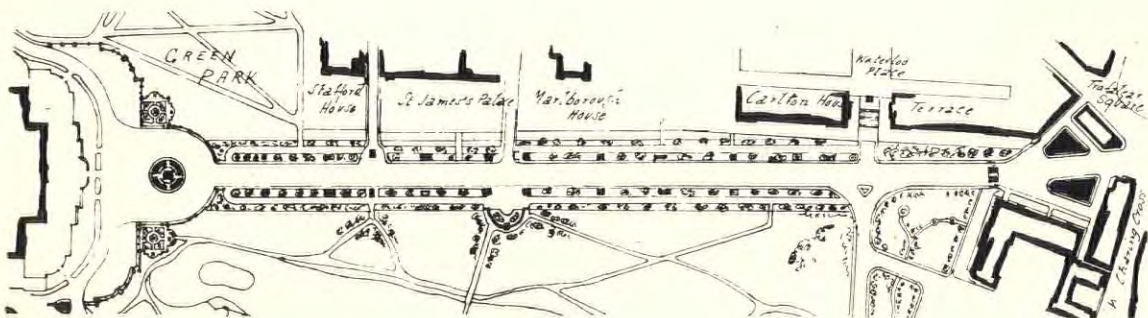 GREEN
PARK
Stafford
House
St James's Palace
Marlborough
House
Carlton House
Terrace
Waterloo
Place
Trafalgar
Square
Charing Cross